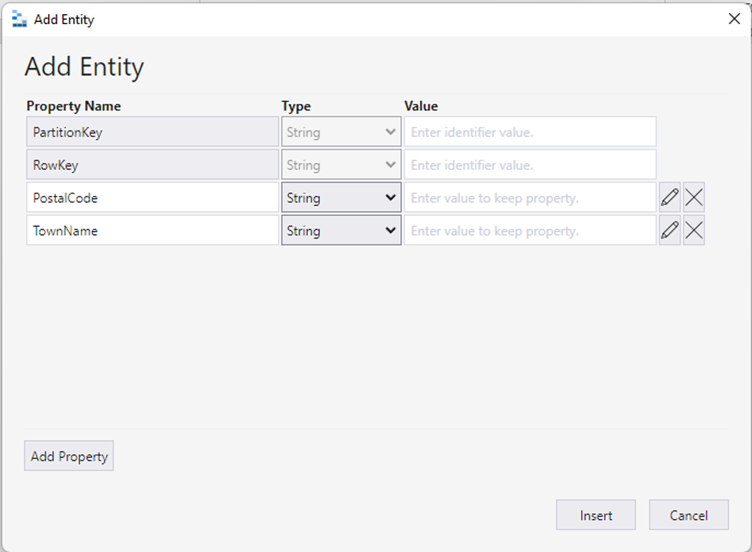 Add Entity
Add Entity
Property Name Type Value
PartitionKey String Enter identifier value.
RowKey String Enter identifier value.
PostalCode String Enter value to keep property.
TownName String Enter value to keep property.
Add Property
Insert Cancel